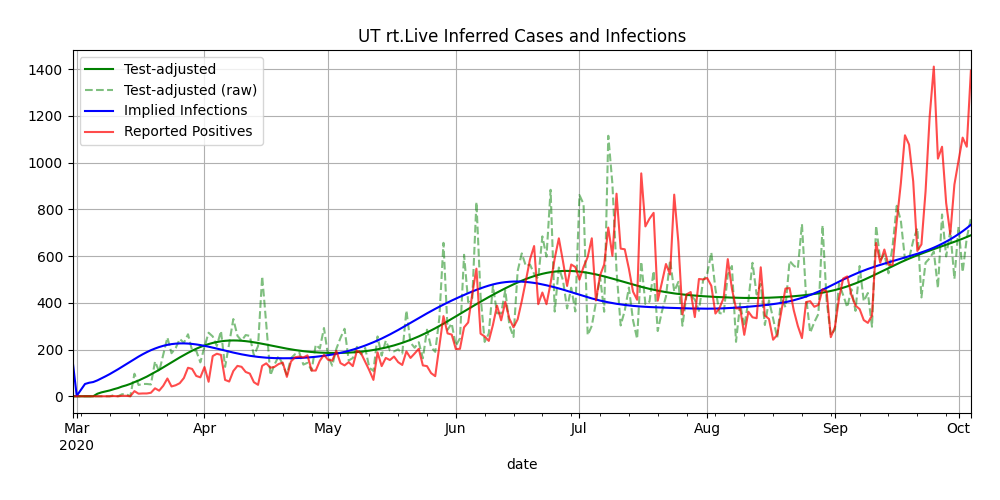 UT rt.Live Inferred Cases and Infections
Test-adjusted
Test-adjusted (raw)
Implied Infections
Reported Positives
1400
1200
1000
800
600
400
200
0
Mar Apr May Jun Jul Aug Sep Oct
2020
date